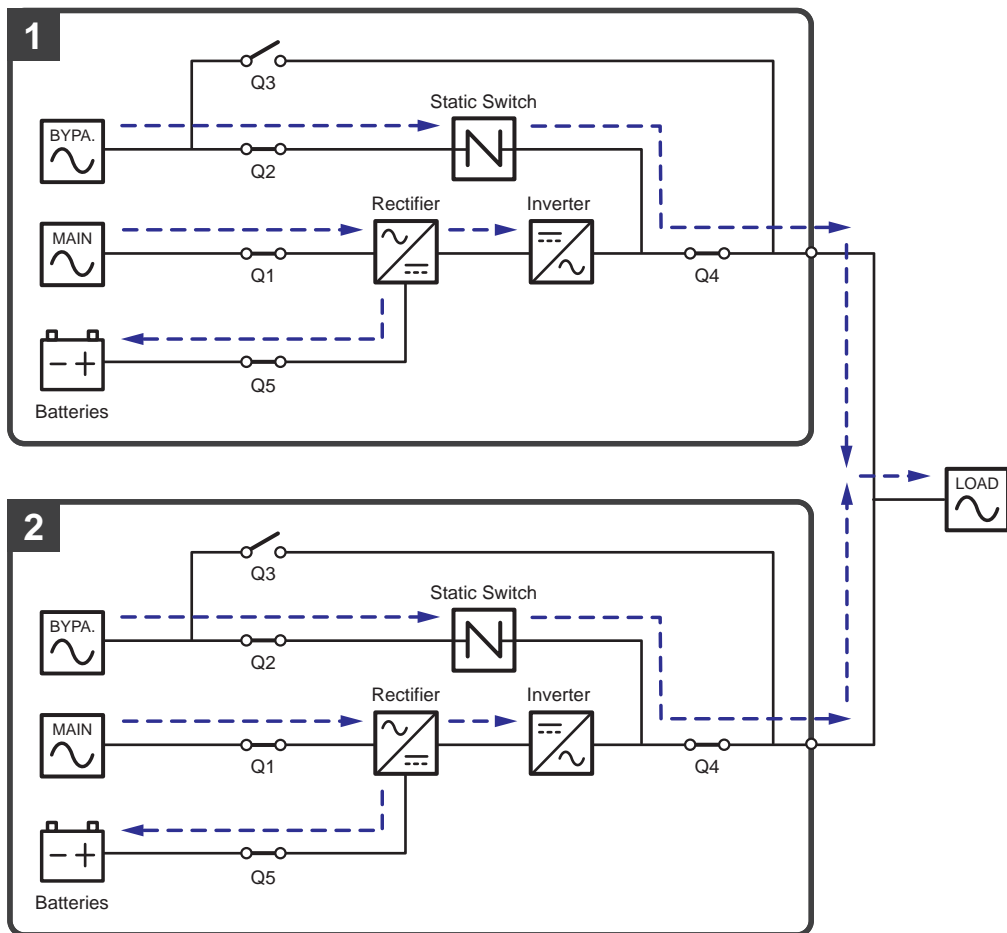 1
Q3
Static Switch
BYPA.
Q2
Rectifier
Inverter
MAIN
Q1
Q4
Q5
Batteries
LOAD
2
Q3
Static Switch
BYPA.
Q2
Rectifier
Inverter
MAIN
Q1
Q4
Q5
Batteries